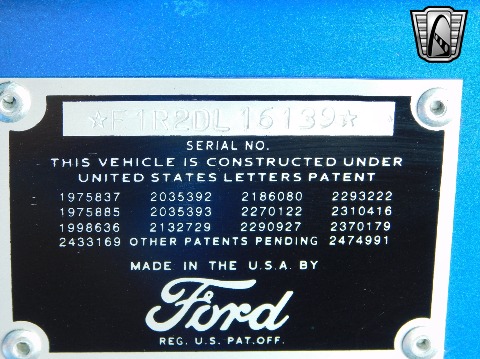 ★F1R2DL16139★
SERIAL NO.
THIS VEHICLE IS CONSTRUCTED UNDER
UNITED STATES LETTERS PATENT
1975837 2035392 2186080 2293222
1975885 2035393 2270122 2310416
1998636 2132729 2290927 2370179
2433169 OTHER PATENTS PENDING 2474991
MADE IN THE U.S.A. BY
Ford
REG. U.S. PAT. OFF.